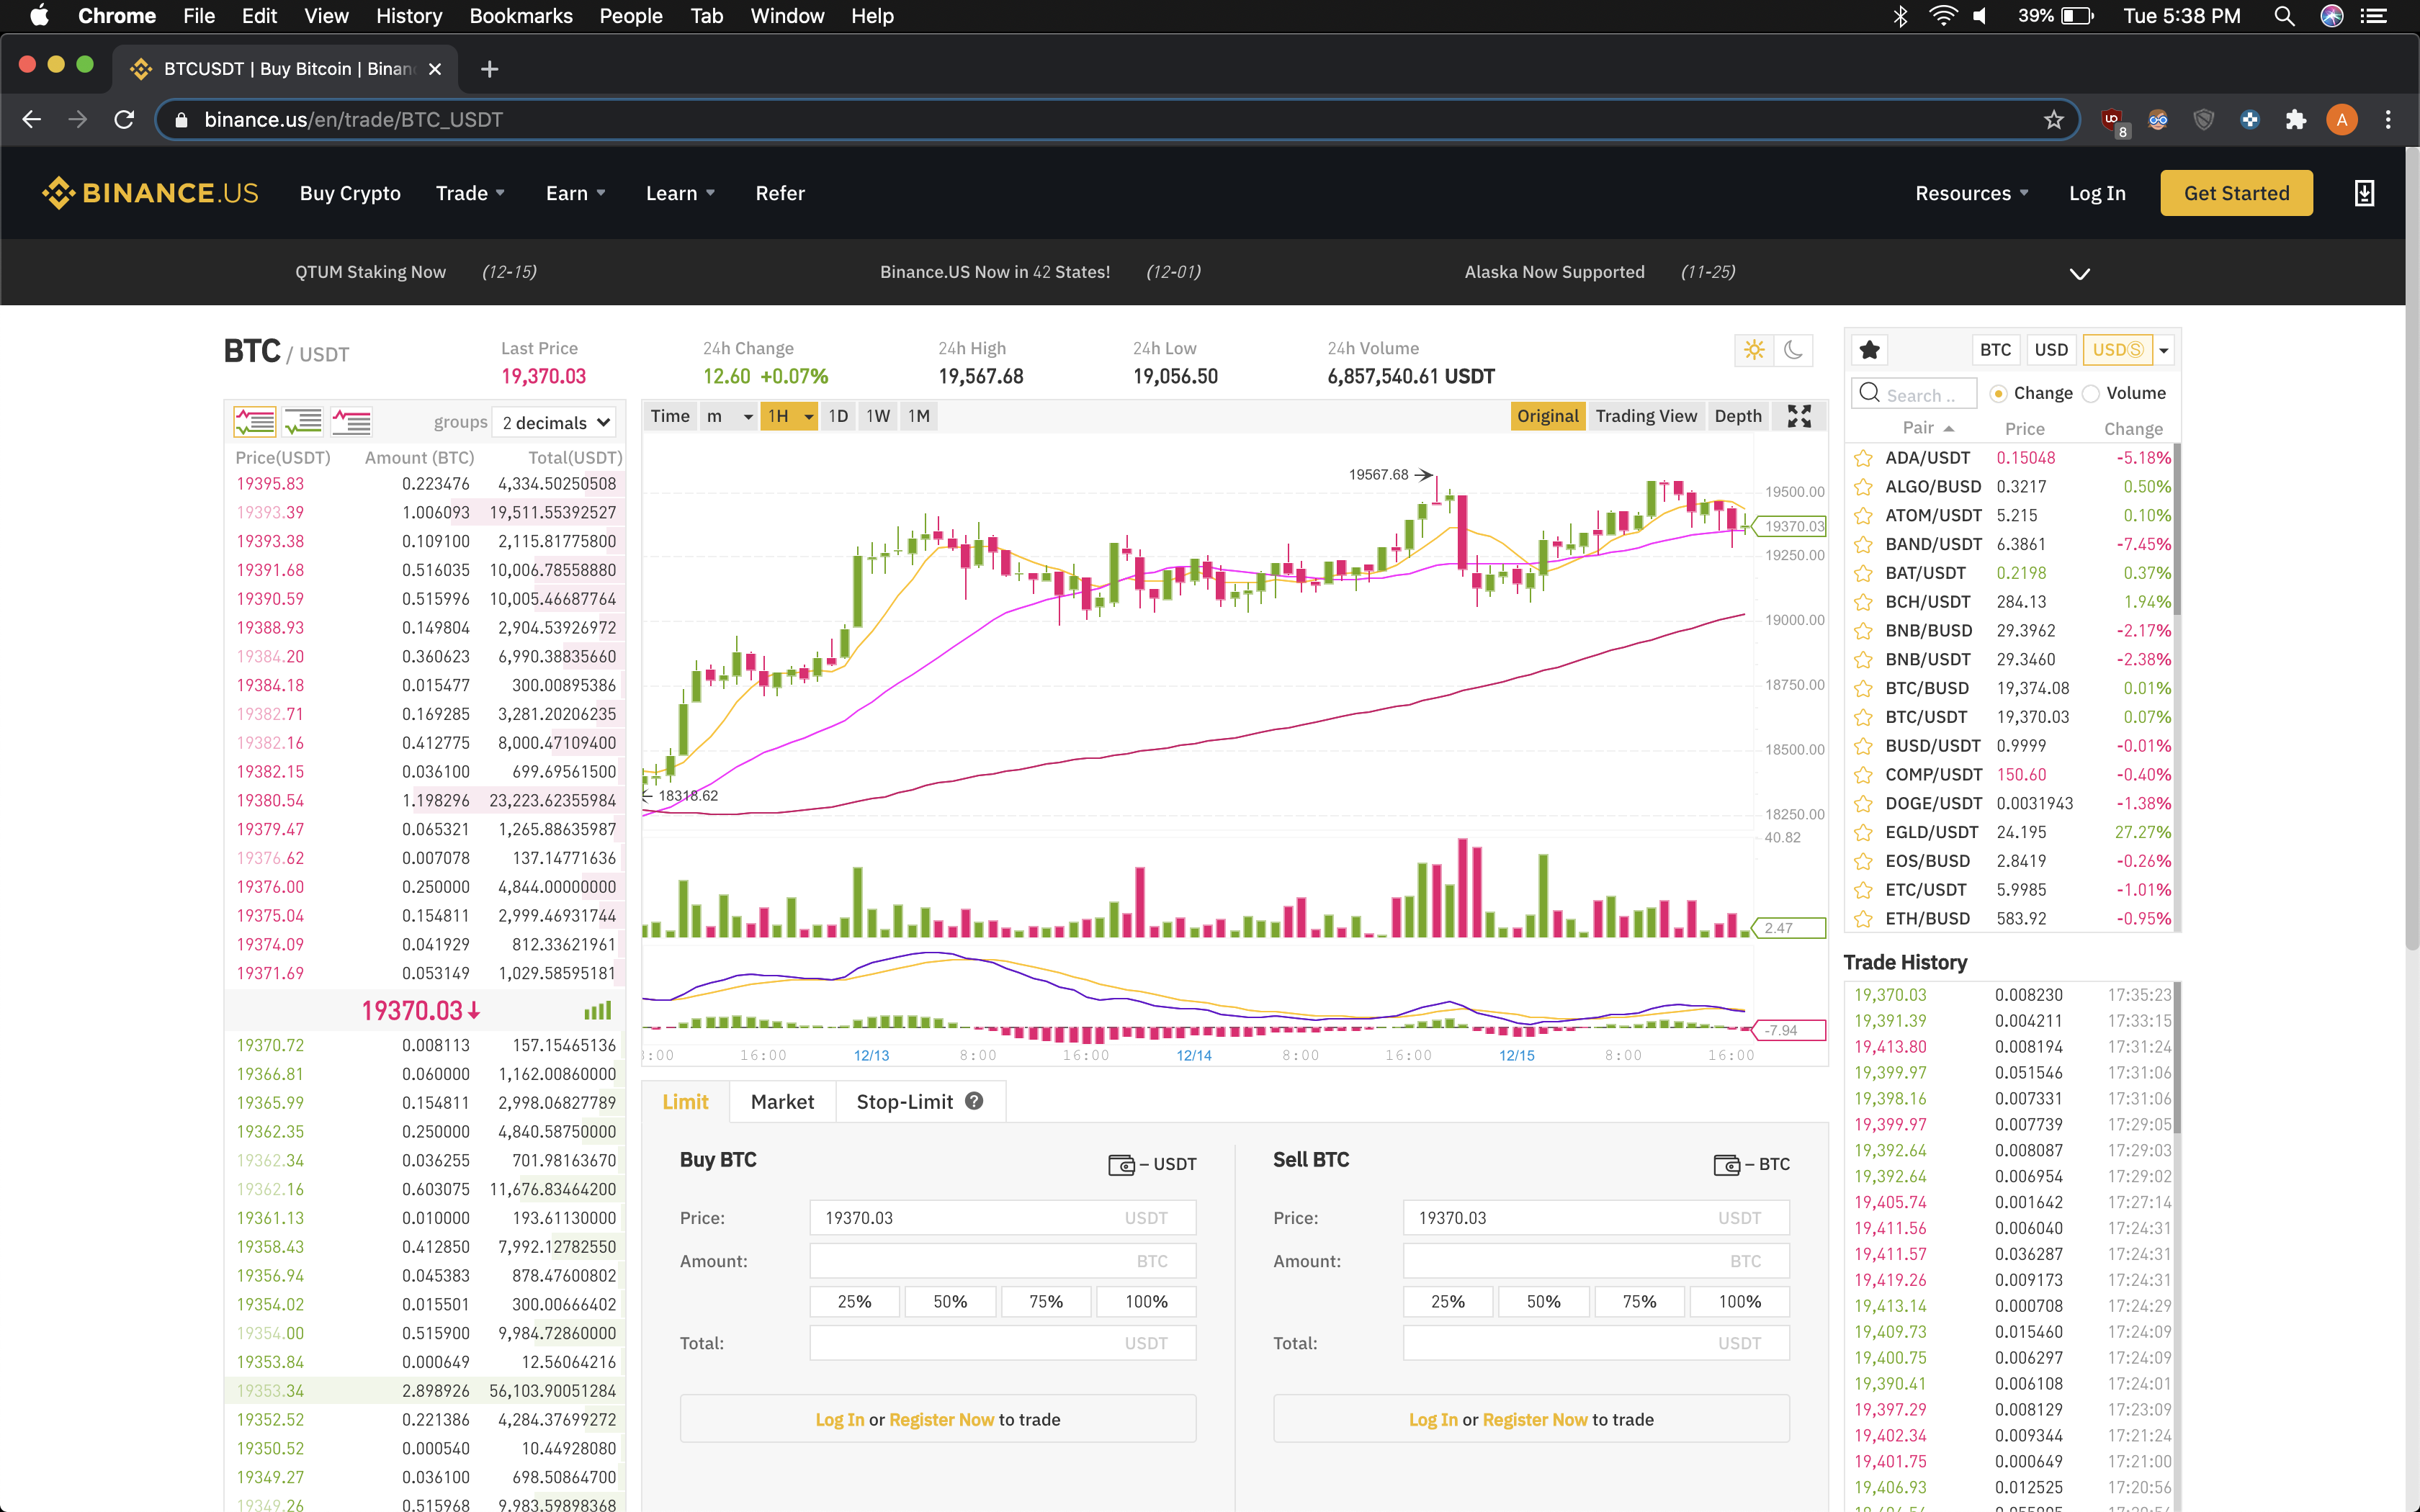 Chrome File Edit View History Bookmarks People Tab Window Help 39% Tue 5:38 PM
BTCUSDT | Buy Bitcoin | Binan
binance.us/en/trade/BTC_USDT 8 A
BINANCE.US Buy Crypto Trade Earn Learn Refer Resources Log In Get Started
QTUM Staking Now (12-15) Binance.US Now in 42 States! (12-01) Alaska Now Supported (11-25)
BTC / USDT
Last Price 24h Change 24h High 24h Low 24h Volume
19,370.03 12.60 +0.07% 19,567.68 19,056.50 6,857,540.61 USDT
groups 2 decimals
Price(USDT) Amount (BTC) Total(USDT)
19395.83 0.223476 4,334.50250508
19393.39 1.006093 19,511.55392527
19393.38 0.109100 2,115.81775800
19391.68 0.516035 10,006.78558880
19390.59 0.515996 10,005.46687764
19388.93 0.149804 2,904.53926972
19384.20 0.360623 6,990.38835660
19384.18 0.015477 300.00895386
19382.71 0.169285 3,281.20206235
19382.16 0.412775 8,000.47109400
19382.15 0.036100 699.69561500
19380.54 1.198296 23,223.62355984
19379.47 0.065321 1,265.88635987
19376.62 0.007078 137.14771636
19376.00 0.250000 4,844.00000000
19375.04 0.154811 2,999.46931744
19374.09 0.041929 812.33621961
19371.69 0.053149 1,029.58595181
19370.03
19370.72 0.008113 157.15465136
19366.81 0.060000 1,162.00860000
19365.99 0.154811 2,998.06827789
19362.35 0.250000 4,840.58750000
19362.34 0.036255 701.98163670
19362.16 0.603075 11,676.83464200
19361.13 0.010000 193.61130000
19358.43 0.412850 7,992.12782550
19356.94 0.045383 878.47600802
19354.02 0.015501 300.00666402
19354.00 0.515900 9,984.72860000
19353.84 0.000649 12.56064216
19353.34 2.898926 56,103.90051284
19352.52 0.221386 4,284.37699272
19350.52 0.000540 10.44928080
19349.27 0.036100 698.50864700
19349.26 0.515968 9,983.59898368
Time m 1H 1D 1W 1M Original Trading View Depth
19567.68
18318.62
19500.00
19370.03
19250.00
19000.00
18750.00
18500.00
18250.00
40.82
2.47
-7.94
:00 16:00 12/13 8:00 16:00 12/14 8:00 16:00 12/15 8:00 16:00
Limit Market Stop-Limit ?
Buy BTC – USDT
Price: 19370.03 USDT
Amount: BTC
25% 50% 75% 100%
Total: USDT
Log In or Register Now to trade
Sell BTC – BTC
Price: 19370.03 USDT
Amount: BTC
25% 50% 75% 100%
Total: USDT
Log In or Register Now to trade
BTC USD USDⓈ
Search .. Change Volume
Pair Price Change
ADA/USDT 0.15048 -5.18%
ALGO/BUSD 0.3217 0.50%
ATOM/USDT 5.215 0.10%
BAND/USDT 6.3861 -7.45%
BAT/USDT 0.2198 0.37%
BCH/USDT 284.13 1.94%
BNB/BUSD 29.3962 -2.17%
BNB/USDT 29.3460 -2.38%
BTC/BUSD 19,374.08 0.01%
BTC/USDT 19,370.03 0.07%
BUSD/USDT 0.9999 -0.01%
COMP/USDT 150.60 -0.40%
DOGE/USDT 0.0031943 -1.38%
EGLD/USDT 24.195 27.27%
EOS/BUSD 2.8419 -0.26%
ETC/USDT 5.9985 -1.01%
ETH/BUSD 583.92 -0.95%
Trade History
19,370.03 0.008230 17:35:23
19,391.39 0.004211 17:33:15
19,413.80 0.008194 17:31:24
19,399.97 0.051546 17:31:06
19,398.16 0.007331 17:31:06
19,399.97 0.007739 17:29:05
19,392.64 0.008087 17:29:03
19,392.64 0.006954 17:29:02
19,405.74 0.001642 17:27:14
19,411.56 0.006040 17:24:31
19,411.57 0.036287 17:24:31
19,419.26 0.009173 17:24:31
19,413.14 0.000708 17:24:29
19,409.73 0.015460 17:24:09
19,400.75 0.006297 17:24:09
19,390.41 0.006108 17:24:01
19,397.29 0.008129 17:23:09
19,402.34 0.009344 17:21:24
19,401.75 0.000649 17:21:00
19,406.93 0.012525 17:20:56